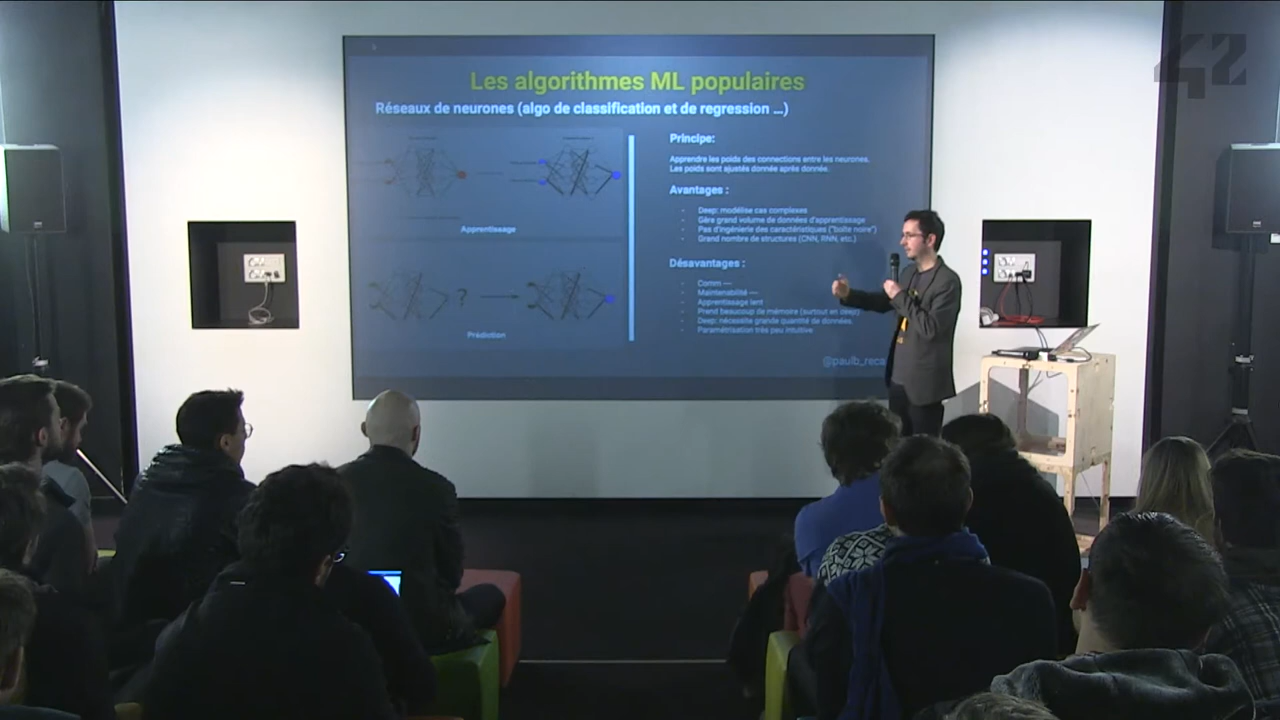 42
Les algorithmes ML populaires
Réseaux de neurones (algo de classification et de regression ...)
Principe:
Apprendre les poids des connections entre les neurones.
Les poids sont ajustés donnée après donnée.
Avantages :
- Deep: modélise cas complexes
- Gère grand volume de données d'apprentissage
- Pas d'ingénierie des caractéristiques ("boîte noire")
- Grand nombre de structures (CNN, RNN, etc.)
Apprentissage
Désavantages :
- Comm —
- Maintenabilité —
- Apprentissage lent
- Prend beaucoup de mémoire (surtout en deep)
- Deep: nécessite grande quantité de données.
- Paramétrisation très peu intuitive
?
Prédiction
@paulb_reca